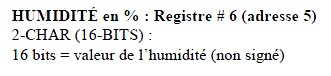 HUMIDITÉ en % : Registre # 6 (adresse 5)
2-CHAR (16-BITS) :
16 bits = valeur de l'humidité (non signé)